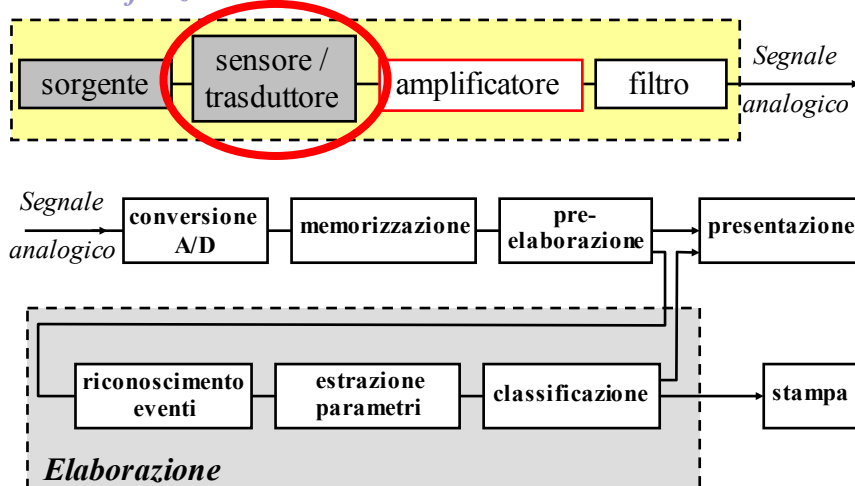 sorgente
sensore /
trasduttore
amplificatore
filtro
Segnale
analogico
Segnale
analogico
conversione
A/D
memorizzazione
pre-
elaborazione
presentazione
riconoscimento
eventi
estrazione
parametri
classificazione
stampa
Elaborazione